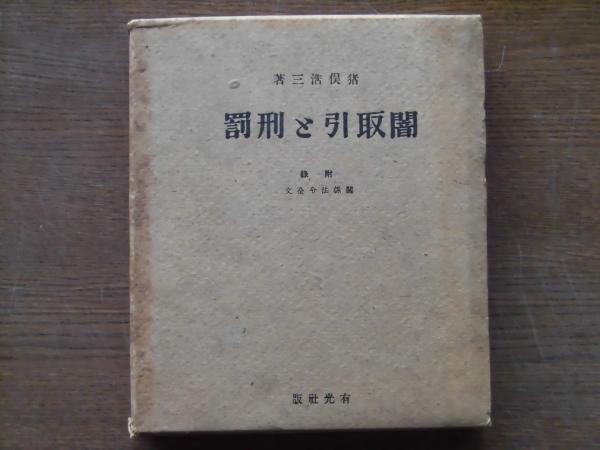 猪俣浩三著
闇取引と刑罰
附錄
關係法令全文
有光社版